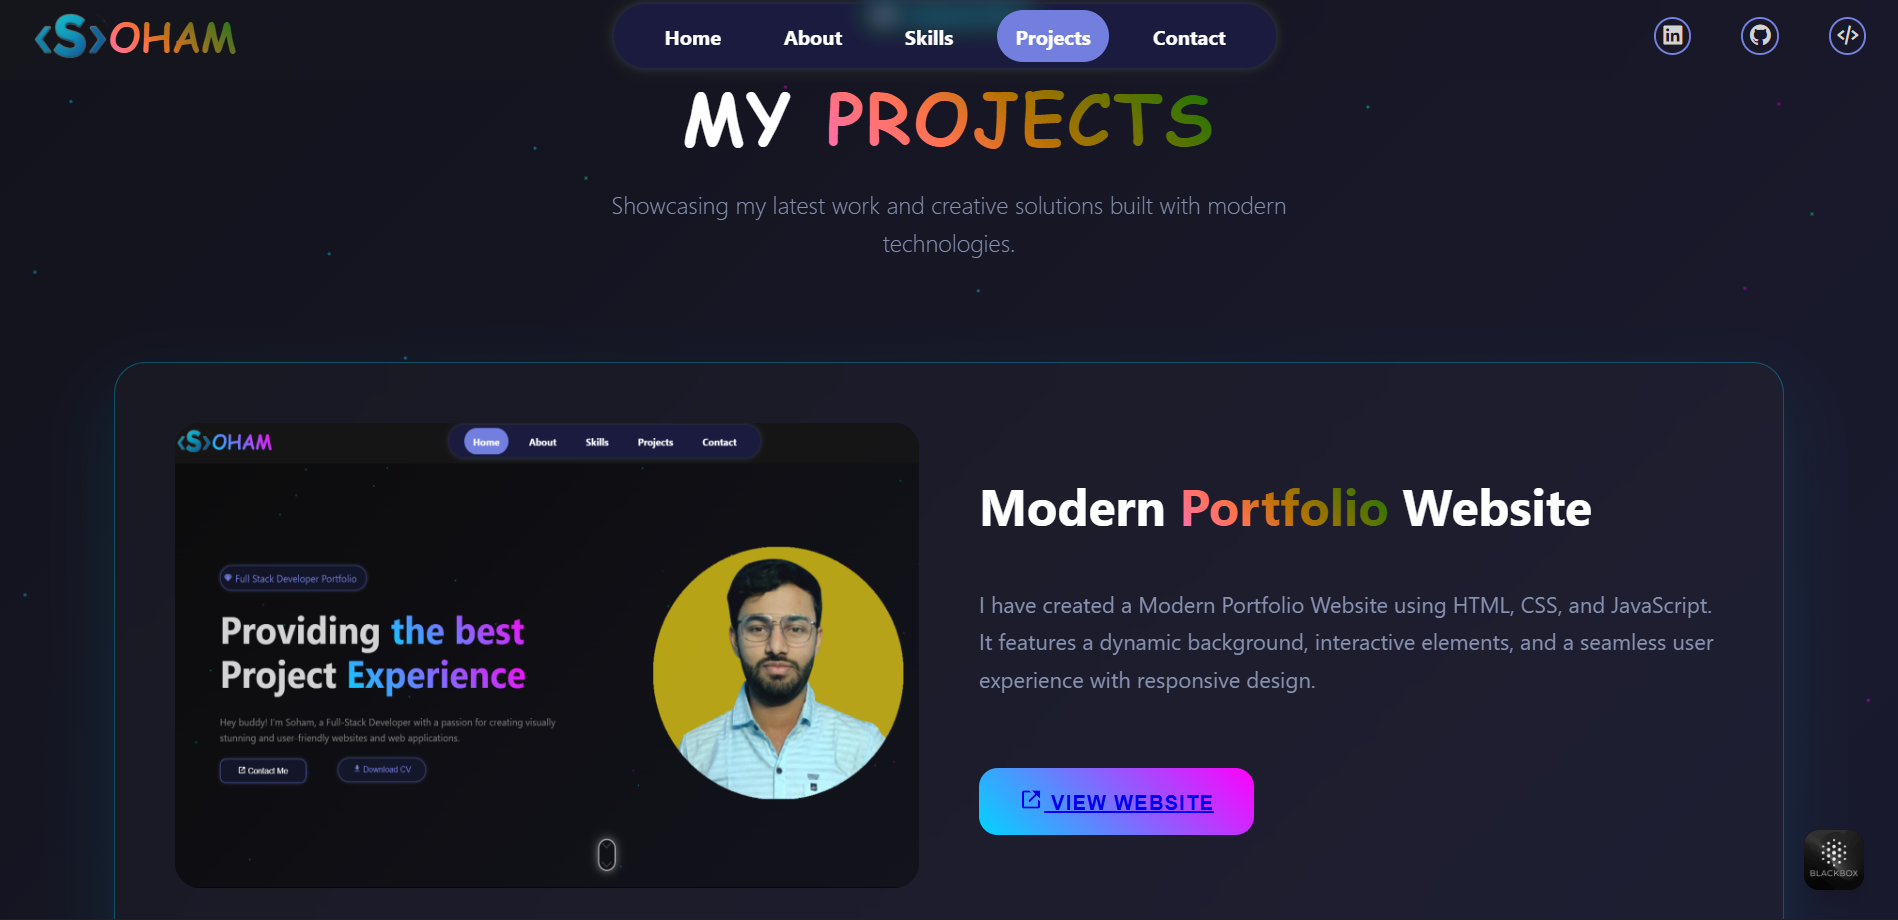 <S>OHAM
Home About Skills Projects Contact
MY PROJECTS
Showcasing my latest work and creative solutions built with modern
technologies.
<S>OHAM
Home About Skills Projects Contact
Full Stack Developer Portfolio
Providing the best
Project Experience
Hey buddy! I'm Soham, a Full-Stack Developer with a passion for creating visually
stunning and user-friendly websites and web applications.
Contact Me Download CV
Modern Portfolio Website
I have created a Modern Portfolio Website using HTML, CSS, and JavaScript.
It features a dynamic background, interactive elements, and a seamless user
experience with responsive design.
VIEW WEBSITE
BLACKBOX